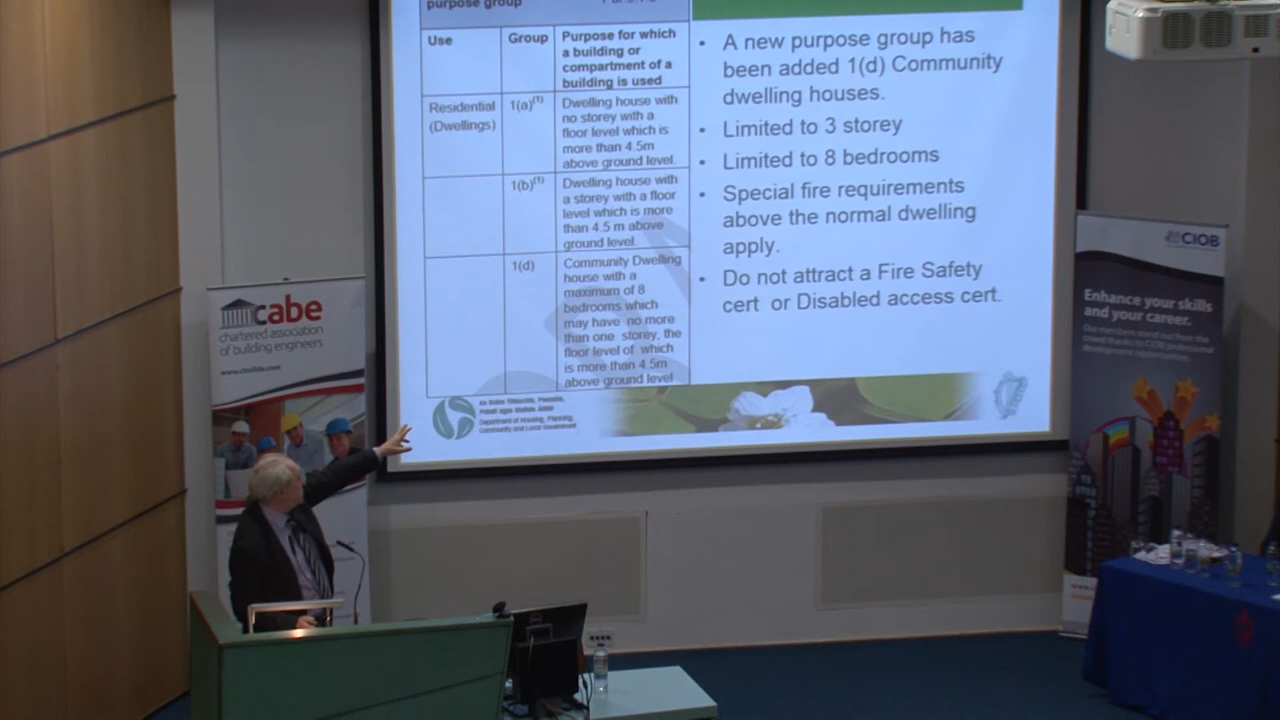 purpose group
Use
Group
Purpose for which
a building or
compartment of a
building is used
Residential
(Dwellings)
1(a)(1)
Dwelling house with
no storey with a
floor level which is
more than 4.5m
above ground level.
1(b)(1)
Dwelling house with
a storey with a floor
level which is more
than 4.5 m above
ground level.
1(d)
Community Dwelling
house with a
maximum of 8
bedrooms which
may have no more
than one storey, the
floor level of which
is more than 4.5m
above ground level
• A new purpose group has
been added 1(d) Community
dwelling houses.
• Limited to 3 storey
• Limited to 8 bedrooms
• Special fire requirements
above the normal dwelling
apply.
• Do not attract a Fire Safety
cert or Disabled access cert.
Department of Housing, Planning,
Community and Local Government
cabe
chartered association
of building engineers
www.cbuilde.com
CIOB
Enhance your skills
and your career.